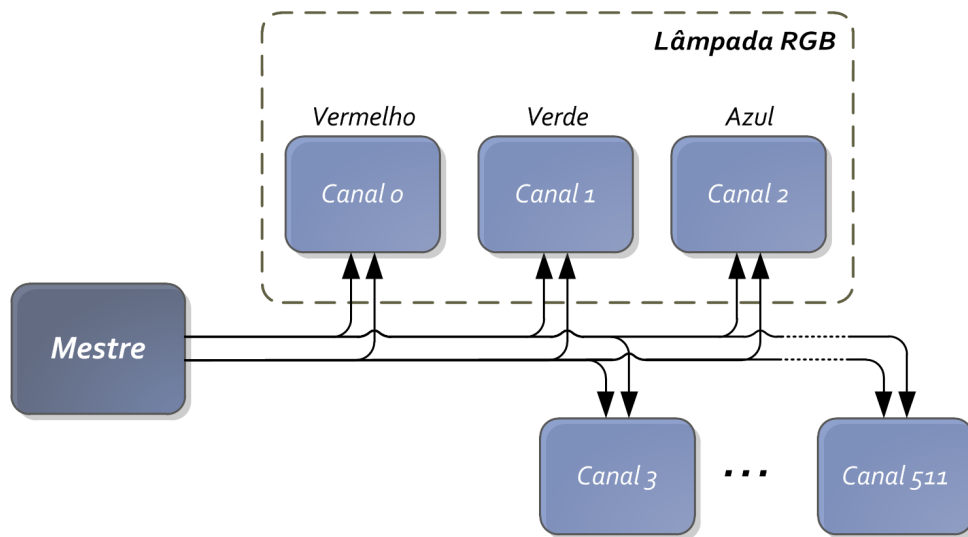 Lâmpada RGB
Vermelho
Verde
Azul
Canal 0
Canal 1
Canal 2
Mestre
Canal 3
...
Canal 511